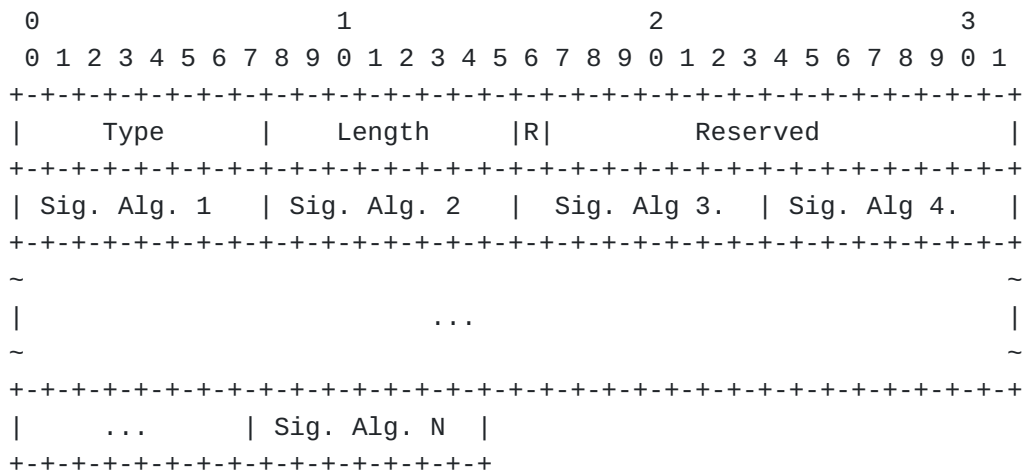 0                   1                   2                   3
 0 1 2 3 4 5 6 7 8 9 0 1 2 3 4 5 6 7 8 9 0 1 2 3 4 5 6 7 8 9 0 1
+-+-+-+-+-+-+-+-+-+-+-+-+-+-+-+-+-+-+-+-+-+-+-+-+-+-+-+-+-+-+-+-+
|     Type      |    Length     |R|         Reserved            |
+-+-+-+-+-+-+-+-+-+-+-+-+-+-+-+-+-+-+-+-+-+-+-+-+-+-+-+-+-+-+-+-+
| Sig. Alg. 1   | Sig. Alg. 2   |  Sig. Alg 3.  | Sig. Alg 4.   |
+-+-+-+-+-+-+-+-+-+-+-+-+-+-+-+-+-+-+-+-+-+-+-+-+-+-+-+-+-+-+-+-+
~                                                               ~
|                          ...                                  |
~                                                               ~
+-+-+-+-+-+-+-+-+-+-+-+-+-+-+-+-+-+-+-+-+-+-+-+-+-+-+-+-+-+-+-+-+
|     ...      | Sig. Alg. N  |
+-+-+-+-+-+-+-+-+-+-+-+-+-+-+-+